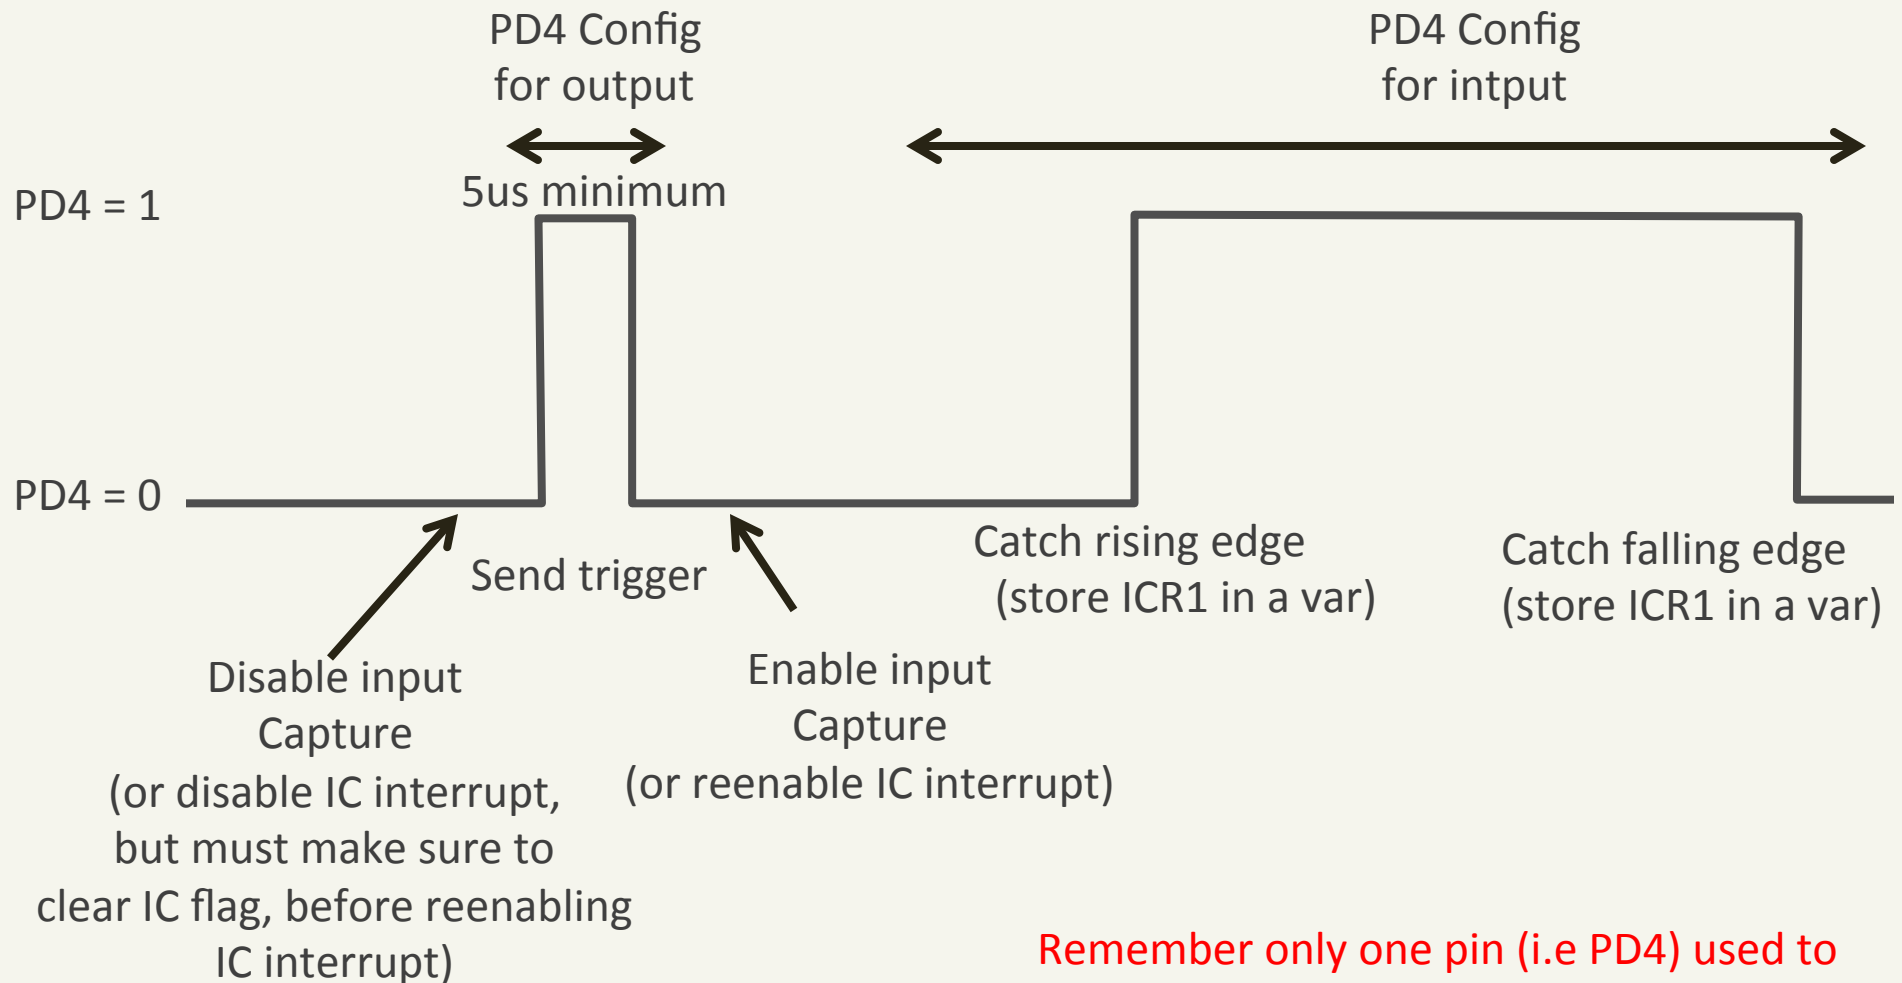 PD4 Config
for output
PD4 Config
for intput
5us minimum
PD4 = 1
PD4 = 0
Send trigger
Catch rising edge
(store ICR1 in a var)
Catch falling edge
(store ICR1 in a var)
Disable input
Capture
(or disable IC interrupt,
but must make sure to
clear IC flag, before reenabling
IC interrupt)
Enable input
Capture
(or reenable IC interrupt)
Remember only one pin (i.e PD4) used to